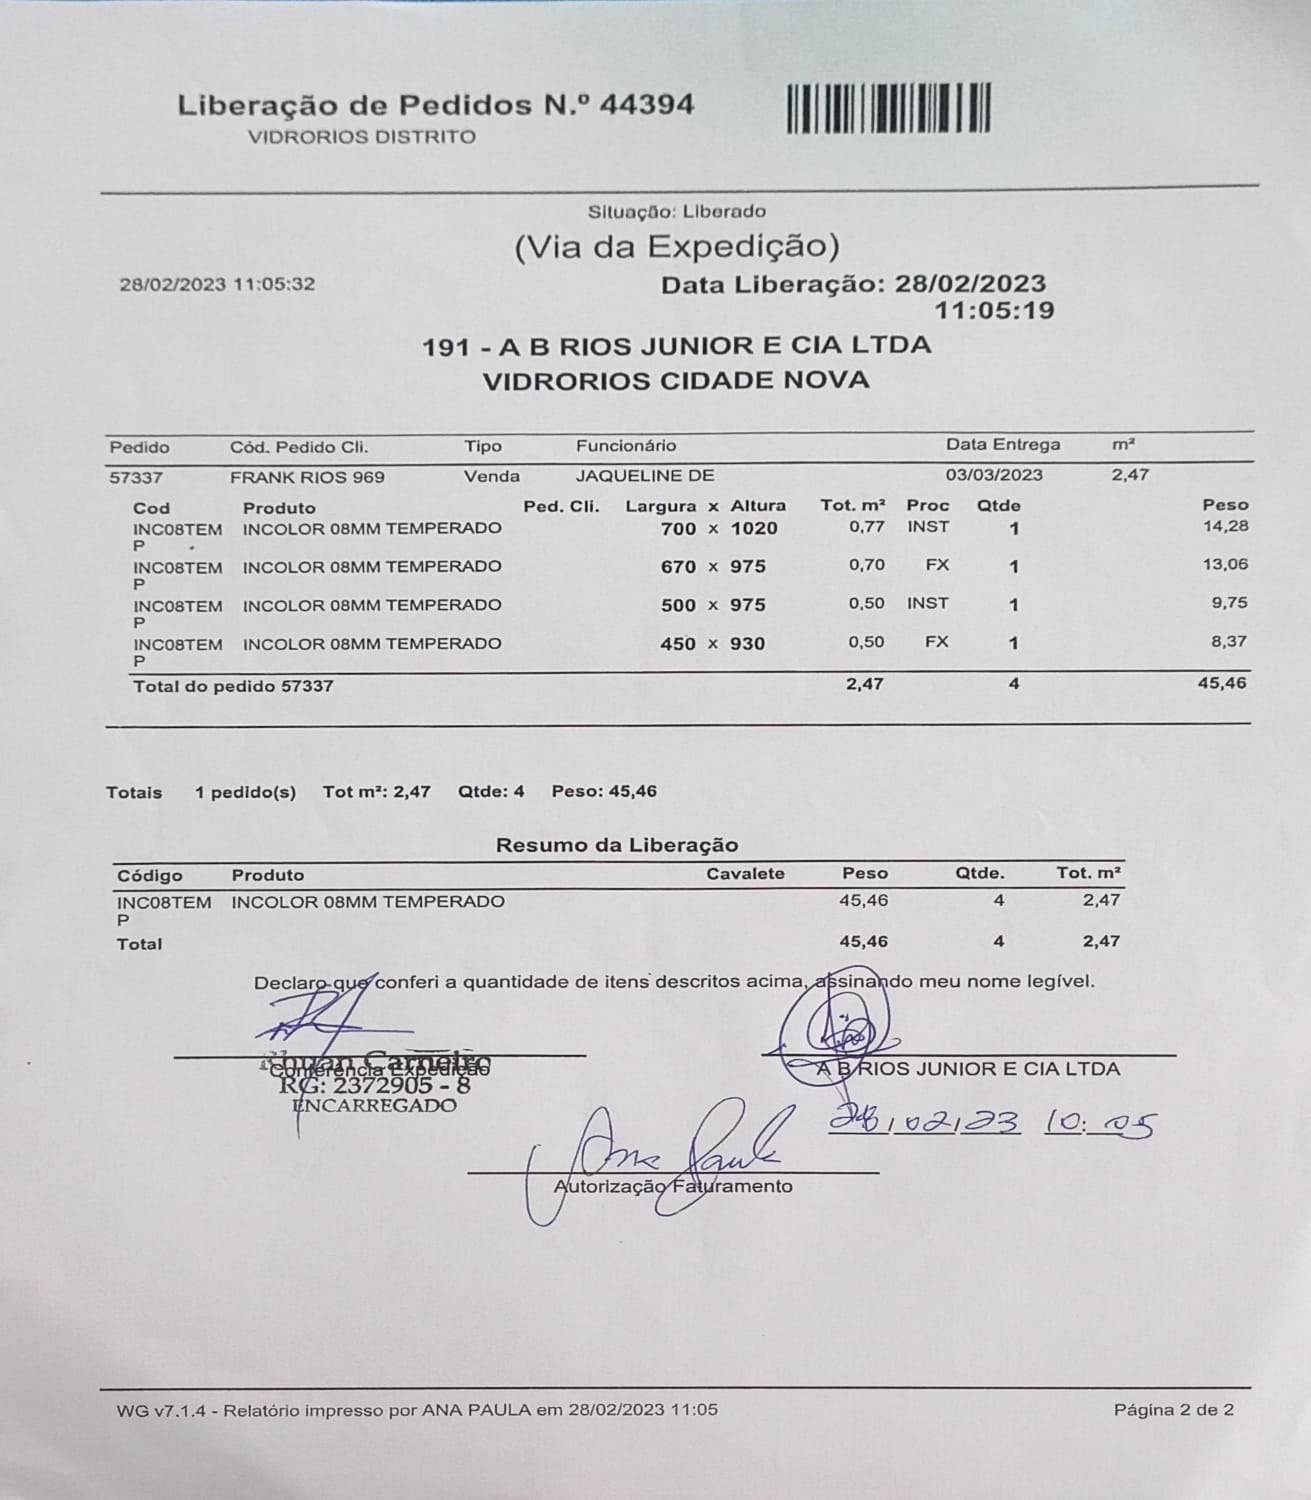 Liberação de Pedidos N.º 44394
VIDRORIOS DISTRITO
Situação: Liberado
(Via da Expedição)
28/02/2023 11:05:32
Data Liberação: 28/02/2023
11:05:19
191 - A B RIOS JUNIOR E CIA LTDA
VIDRORIOS CIDADE NOVA
Pedido Cód. Pedido Cli. Tipo Funcionário Data Entrega m²
57337 FRANK RIOS 969 Venda JAQUELINE DE 03/03/2023 2,47
Cod Produto Ped. Cli. Largura x Altura Tot. m² Proc Qtde Peso
INC08TEM INCOLOR 08MM TEMPERADO 700 x 1020 0,77 INST 1 14,28
P
INC08TEM INCOLOR 08MM TEMPERADO 670 x 975 0,70 FX 1 13,06
P
INC08TEM INCOLOR 08MM TEMPERADO 500 x 975 0,50 INST 1 9,75
P
INC08TEM INCOLOR 08MM TEMPERADO 450 x 930 0,50 FX 1 8,37
P
Total do pedido 57337 2,47 4 45,46
Totais 1 pedido(s) Tot m²: 2,47 Qtde: 4 Peso: 45,46
Resumo da Liberação
Código Produto Cavalete Peso Qtde. Tot. m²
INC08TEM INCOLOR 08MM TEMPERADO 45,46 4 2,47
P
Total 45,46 4 2,47
Declaro que conferi a quantidade de itens descritos acima, assinando meu nome legível.
Rhuan Carneiro
Conferência Expedição
RG: 2372905 - 8
ENCARREGADO
A B RIOS JUNIOR E CIA LTDA
28/02/23 10:05
Ana Paula
Autorização Faturamento
WG v7.1.4 - Relatório impresso por ANA PAULA em 28/02/2023 11:05
Página 2 de 2